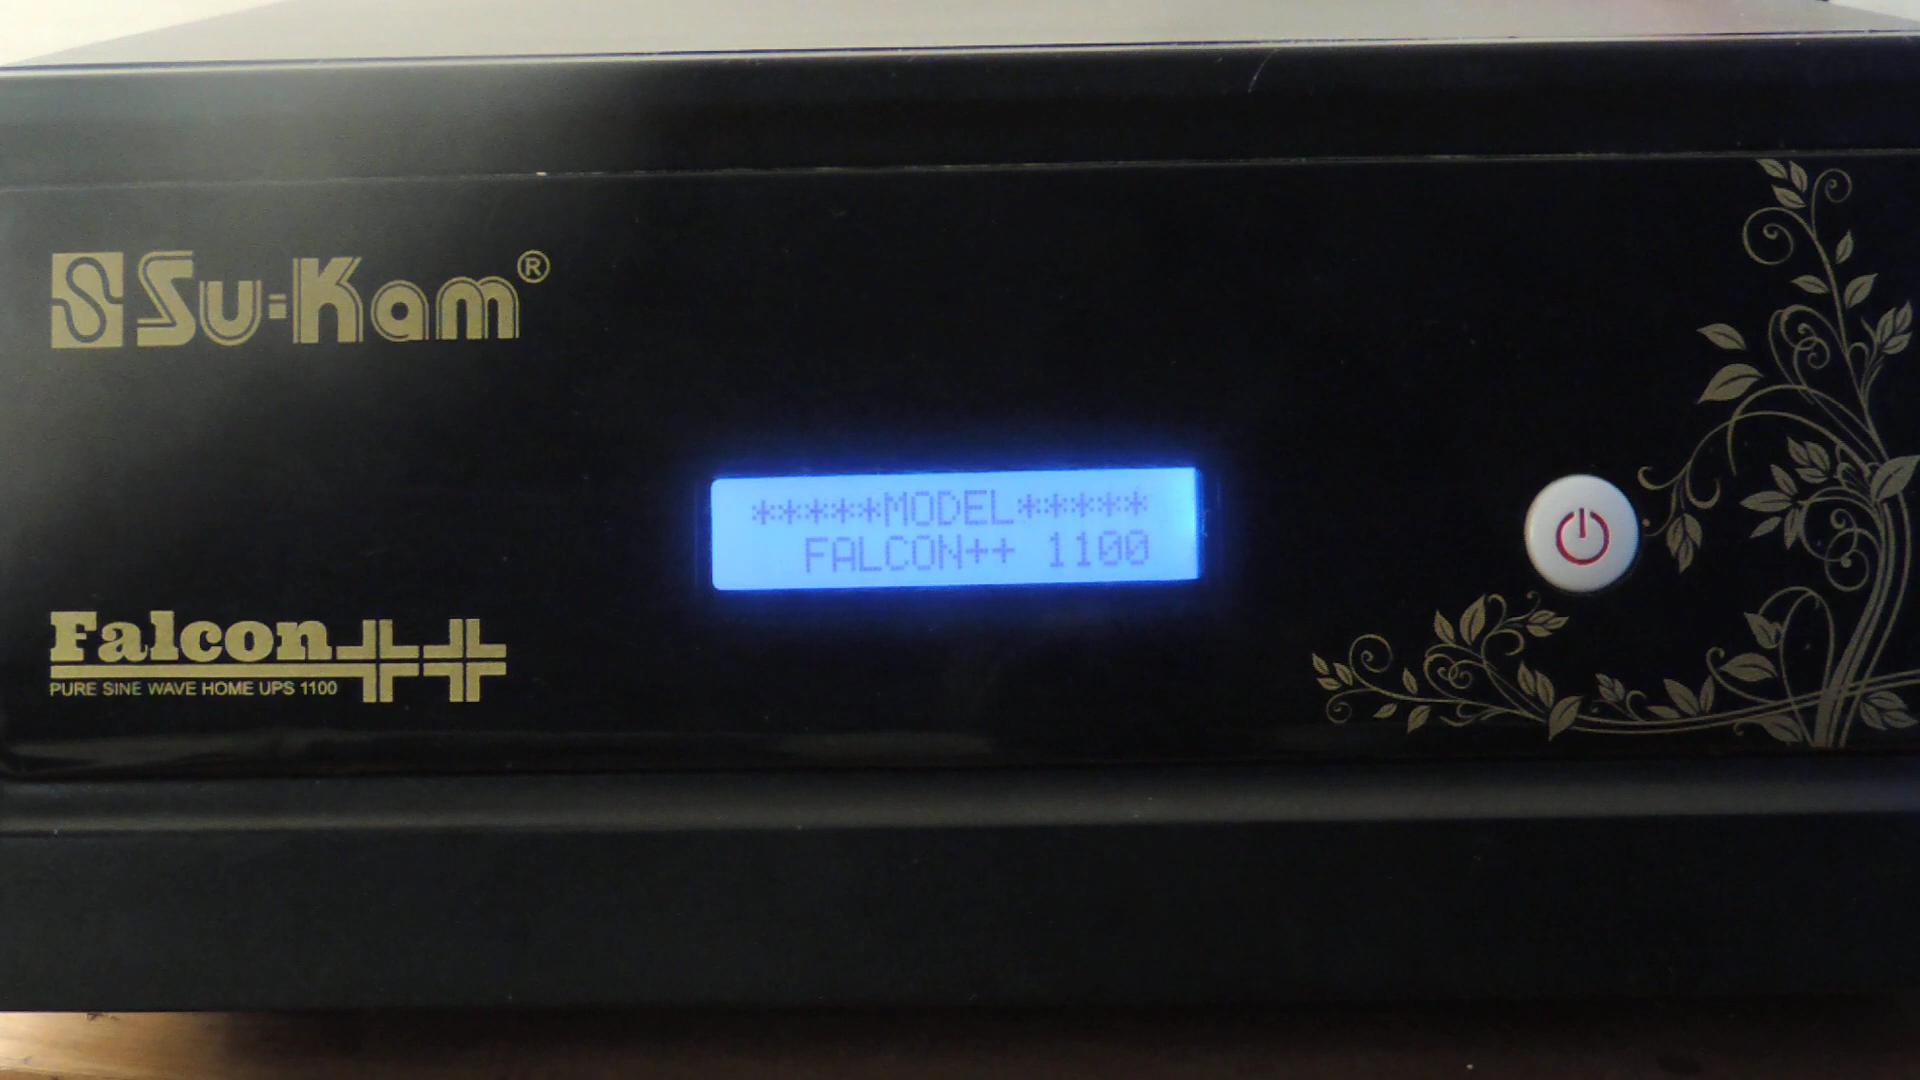 Su-Kam®
*****MODEL*****
FALCON++ 1100
Falcon++
PURE SINE WAVE HOME UPS 1100